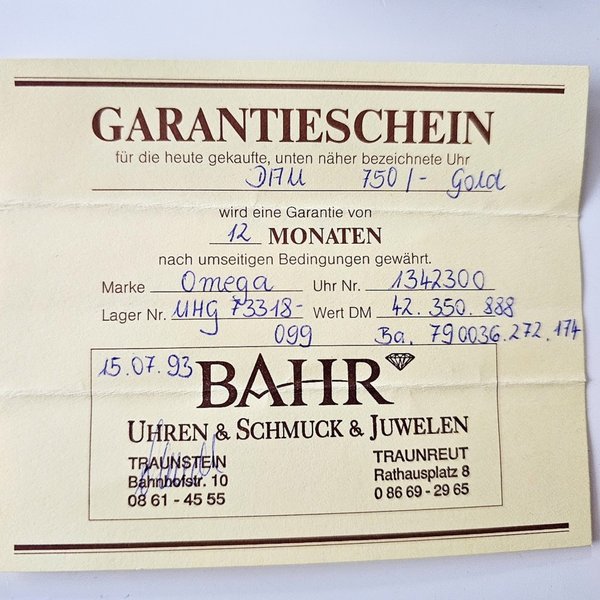 GARANTIESCHEIN
für die heute gekaufte, unten näher bezeichnete Uhr
DAU 750/- Gold
wird eine Garantie von
12 MONATEN
nach umseitigen Bedingungen gewährt.
Marke Omega Uhr Nr. 1342300
Lager Nr. UHG 73318- Wert DM 42.350.888
099 Ba. 790036.272.174
15.07.93
BAHR
UHREN & SCHMUCK & JUWELEN
TRAUNSTEIN TRAUNREUT
Bahnhofstr. 10 Rathausplatz 8
08 61 - 45 55 0 86 69 - 29 65